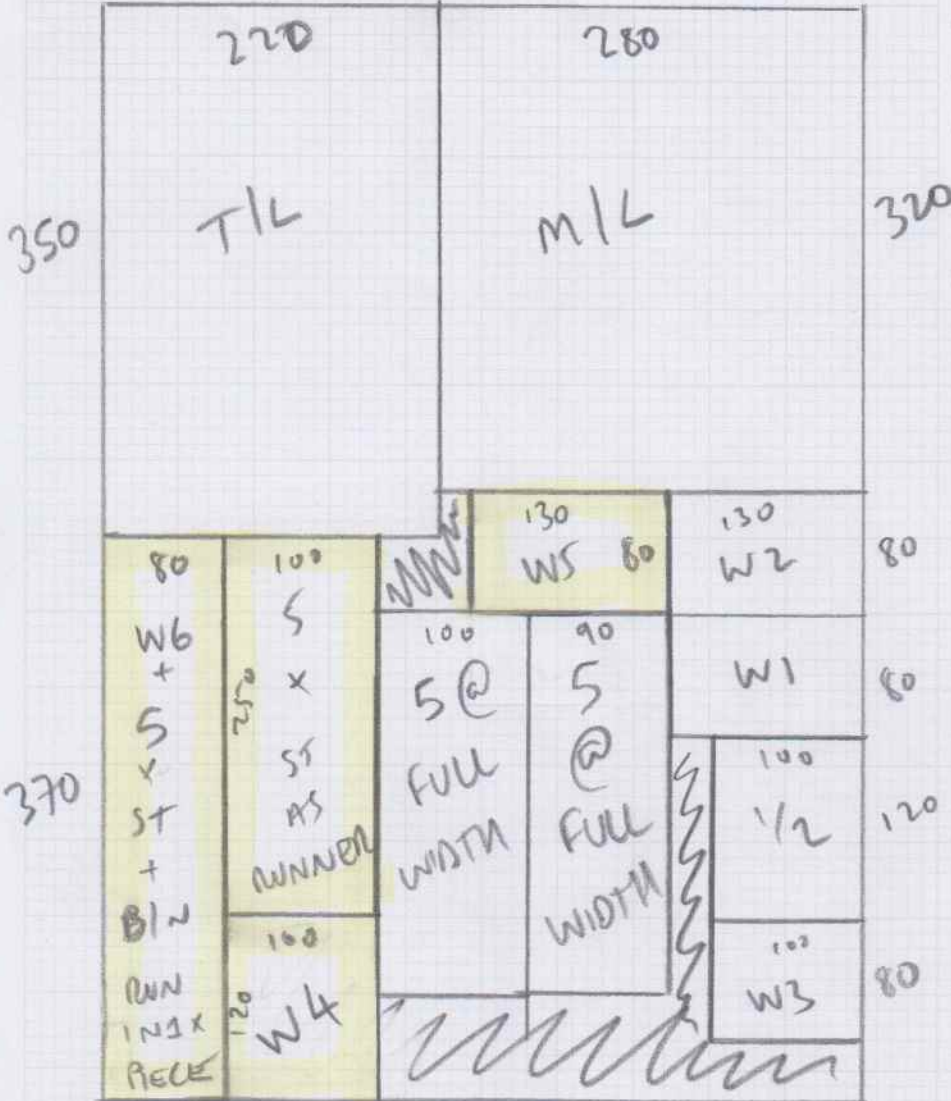 220
280
350
T/L
M/L
320
80
W6
+
5
x
ST
+
BIN
RUN
IN 1 X
PIECE
370
100
5
x
ST
AS
RUNNER
250
100
120
W4
130
W5
80
130
W2
80
100
5 @
FULL
WIDTH
90
5
@
FULL
WIDTH
W1
80
100
1/2
120
100
W3
80